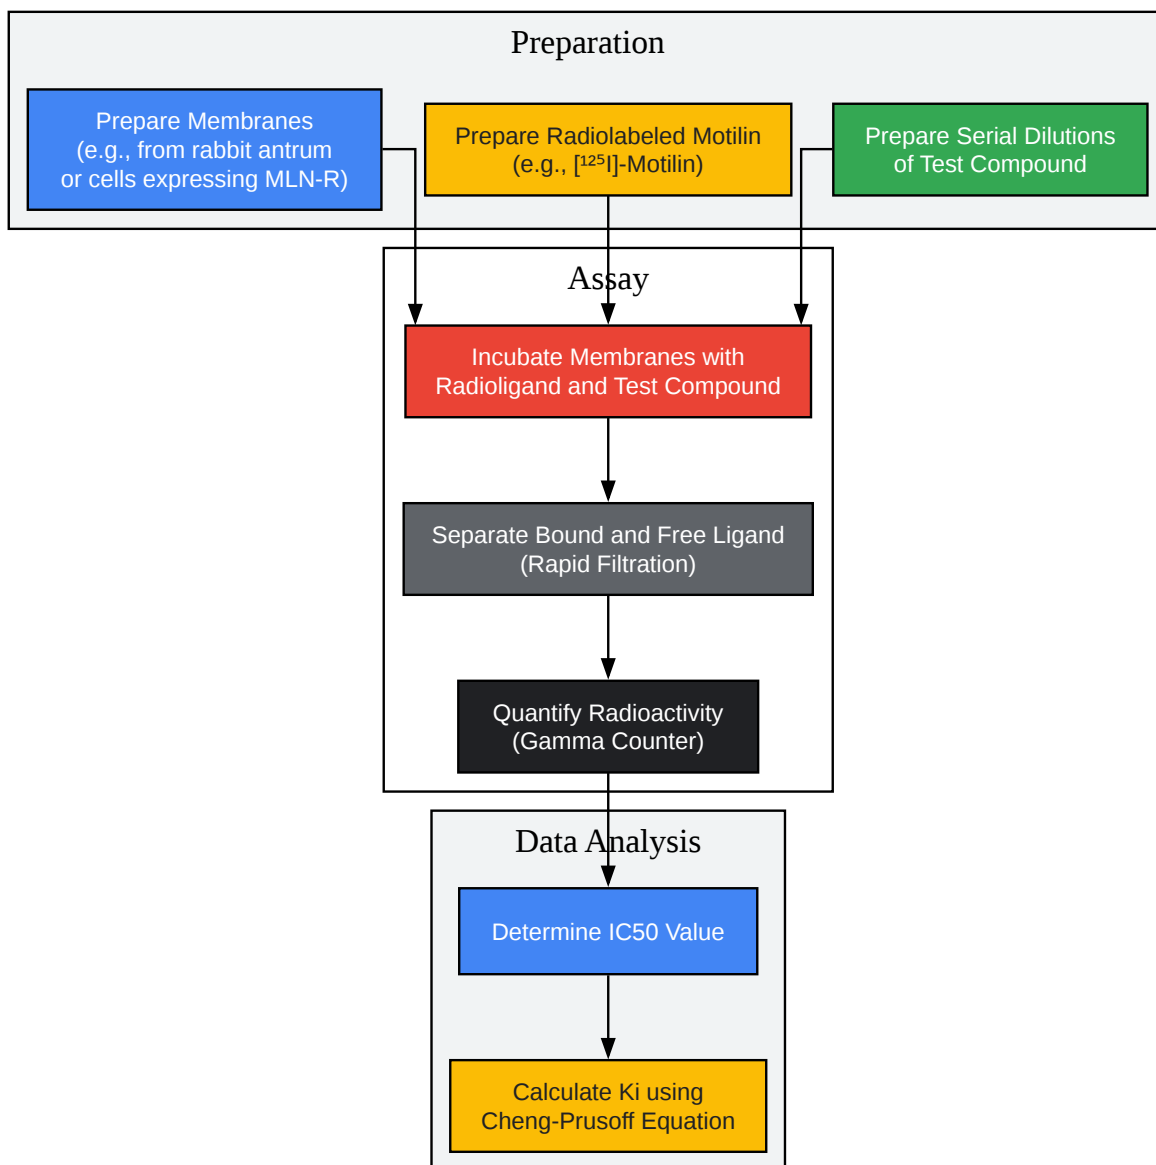 Preparation
Prepare Membranes
(e.g., from rabbit antrum
or cells expressing MLN-R)
Prepare Radiolabeled Motilin
(e.g., [¹²⁵I]-Motilin)
Prepare Serial Dilutions
of Test Compound
Assay
Incubate Membranes with
Radioligand and Test Compound
Separate Bound and Free Ligand
(Rapid Filtration)
Quantify Radioactivity
(Gamma Counter)
Data Analysis
Determine IC50 Value
Calculate Ki using
Cheng-Prusoff Equation